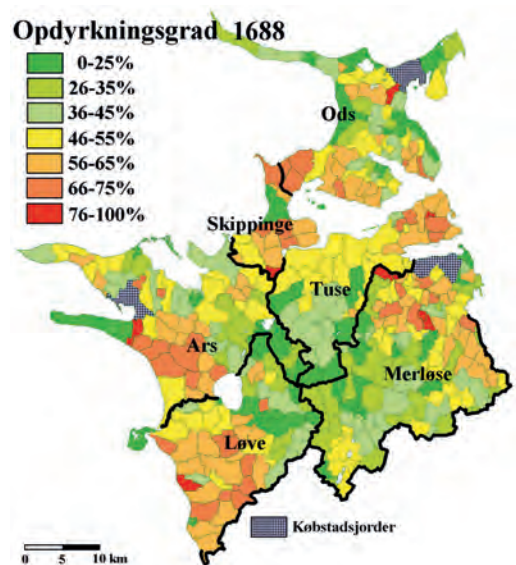 Opdyrkningsgrad 1688
0-25%
26-35%
36-45%
46-55%
56-65%
66-75%
76-100%
Ods
Skippinge
Tuse
Ars
Merløse
Løve
Købstadsjorder
0 5 10 km